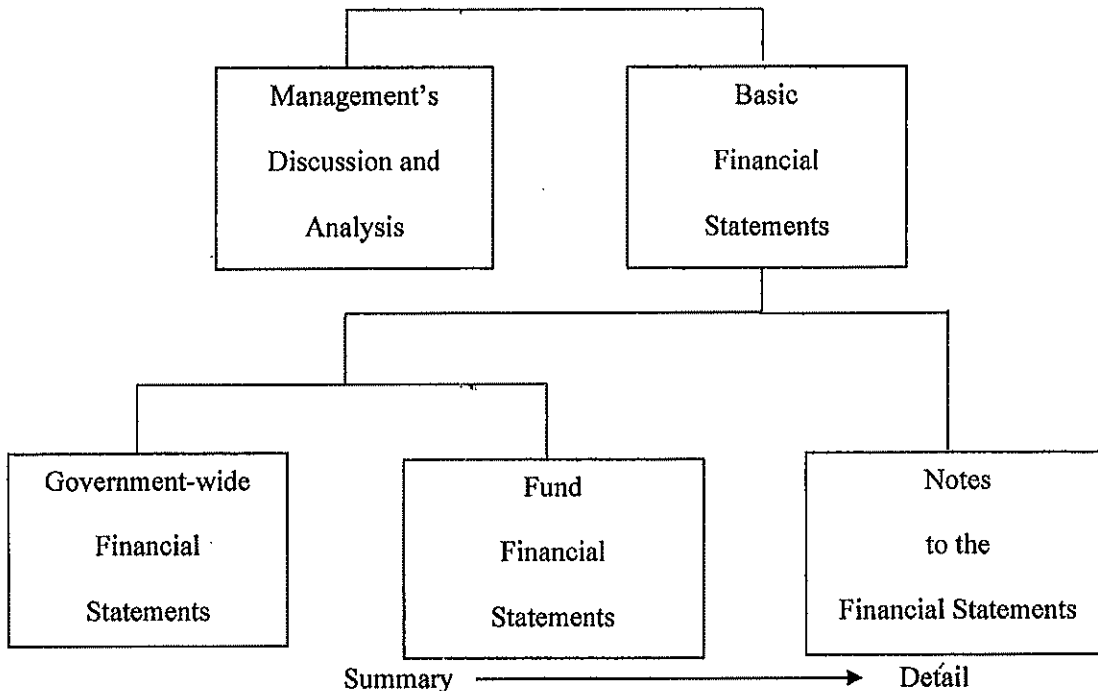 Management's
Discussion and
Analysis
Basic
Financial
Statements
Government-wide
Financial
Statements
Fund
Financial
Statements
Notes
to the
Financial Statements
Summary
Detail